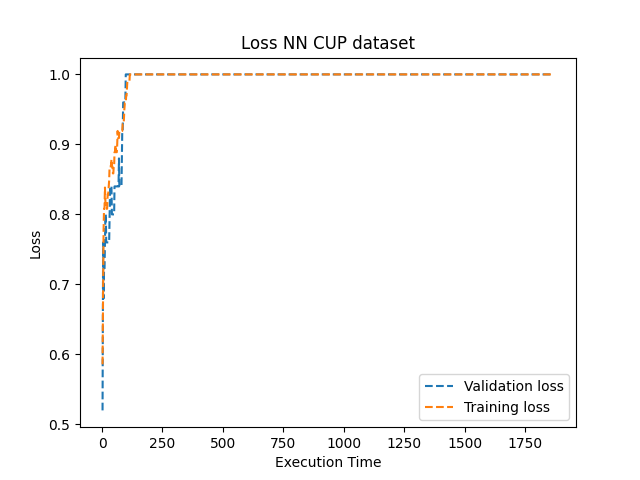 Loss NN CUP dataset
1.0
0.9
0.8
0.7
0.6
0.5
Loss
0 250 500 750 1000 1250 1500 1750
Execution Time
Validation loss
Training loss